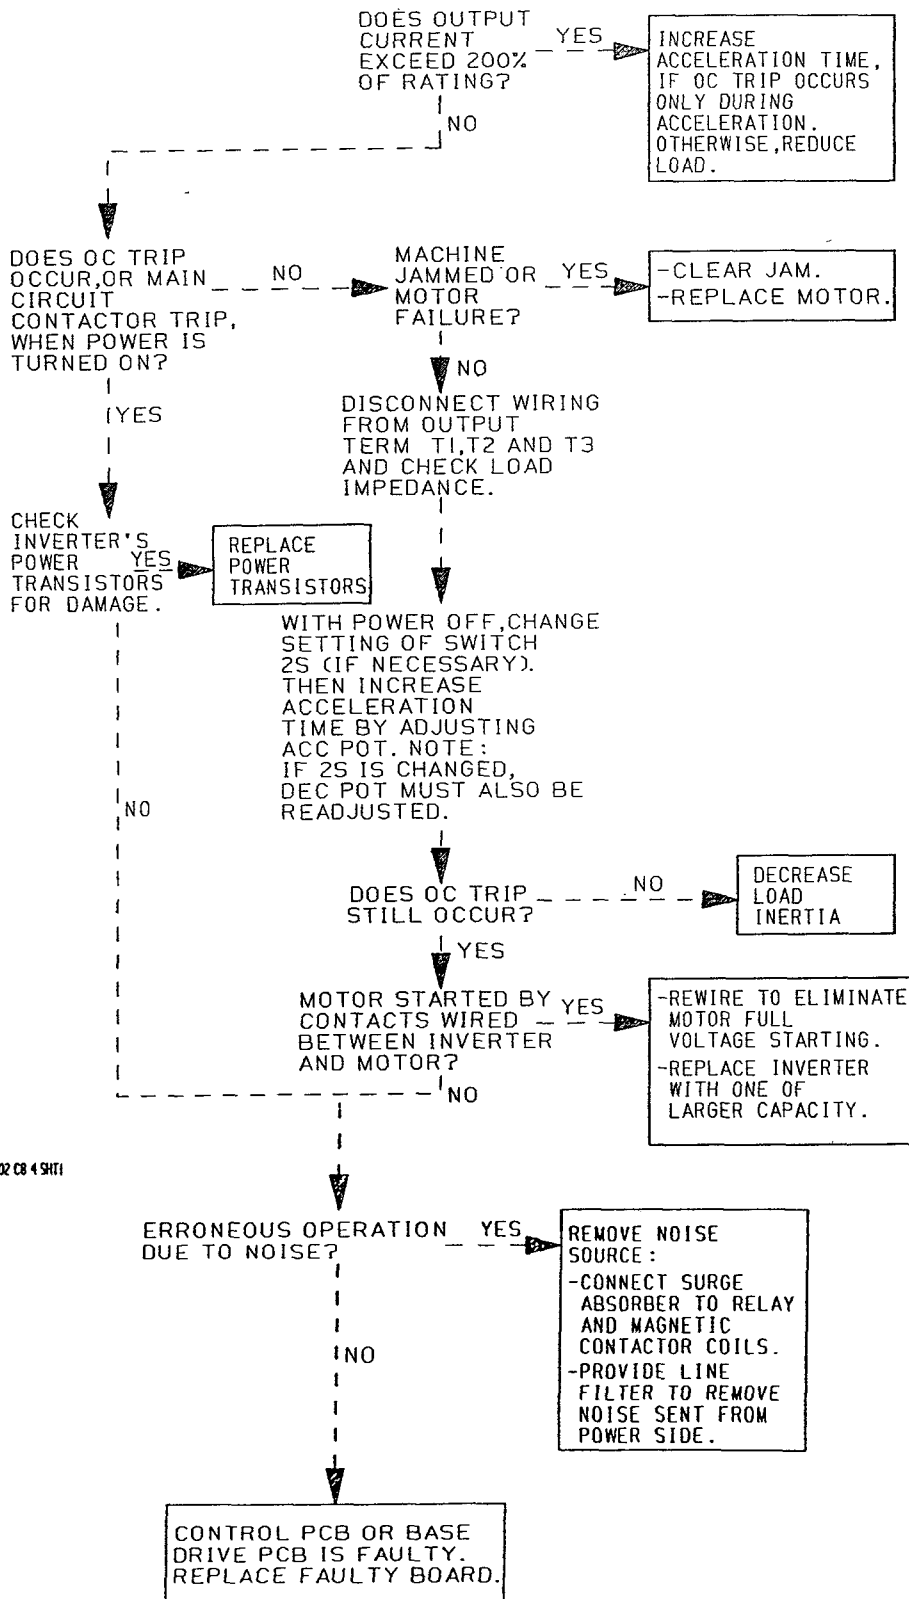 DOES OUTPUT
CURRENT
EXCEED 200%
OF RATING?
YES
INCREASE
ACCELERATION TIME,
IF OC TRIP OCCURS
ONLY DURING
ACCELERATION.
OTHERWISE,REDUCE
LOAD.
NO
DOES OC TRIP
OCCUR,OR MAIN
CIRCUIT
CONTACTOR TRIP,
WHEN POWER IS
TURNED ON?
NO
MACHINE
JAMMED OR
MOTOR
FAILURE?
YES
-CLEAR JAM.
-REPLACE MOTOR.
YES
NO
DISCONNECT WIRING
FROM OUTPUT
TERM T1,T2 AND T3
AND CHECK LOAD
IMPEDANCE.
CHECK
INVERTER'S
POWER
TRANSISTORS
FOR DAMAGE.
YES
REPLACE
POWER
TRANSISTORS
WITH POWER OFF,CHANGE
SETTING OF SWITCH
2S (IF NECESSARY).
THEN INCREASE
ACCELERATION
TIME BY ADJUSTING
ACC POT. NOTE:
IF 2S IS CHANGED,
DEC POT MUST ALSO BE
READJUSTED.
NO
DOES OC TRIP
STILL OCCUR?
NO
DECREASE
LOAD
INERTIA
YES
MOTOR STARTED BY
CONTACTS WIRED
BETWEEN INVERTER
AND MOTOR?
YES
-REWIRE TO ELIMINATE
MOTOR FULL
VOLTAGE STARTING.
-REPLACE INVERTER
WITH ONE OF
LARGER CAPACITY.
NO
02 CB 4 SHT1
ERRONEOUS OPERATION
DUE TO NOISE?
YES
REMOVE NOISE
SOURCE:
-CONNECT SURGE
ABSORBER TO RELAY
AND MAGNETIC
CONTACTOR COILS.
-PROVIDE LINE
FILTER TO REMOVE
NOISE SENT FROM
POWER SIDE.
NO
CONTROL PCB OR BASE
DRIVE PCB IS FAULTY.
REPLACE FAULTY BOARD.